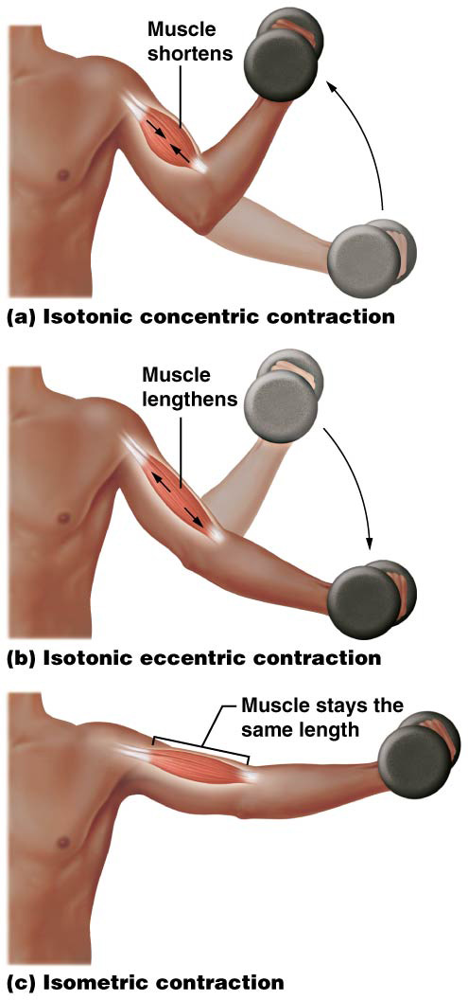 Muscle
shortens
(a) Isotonic concentric contraction
Muscle
lengthens
(b) Isotonic eccentric contraction
Muscle stays the
same length
(c) Isometric contraction